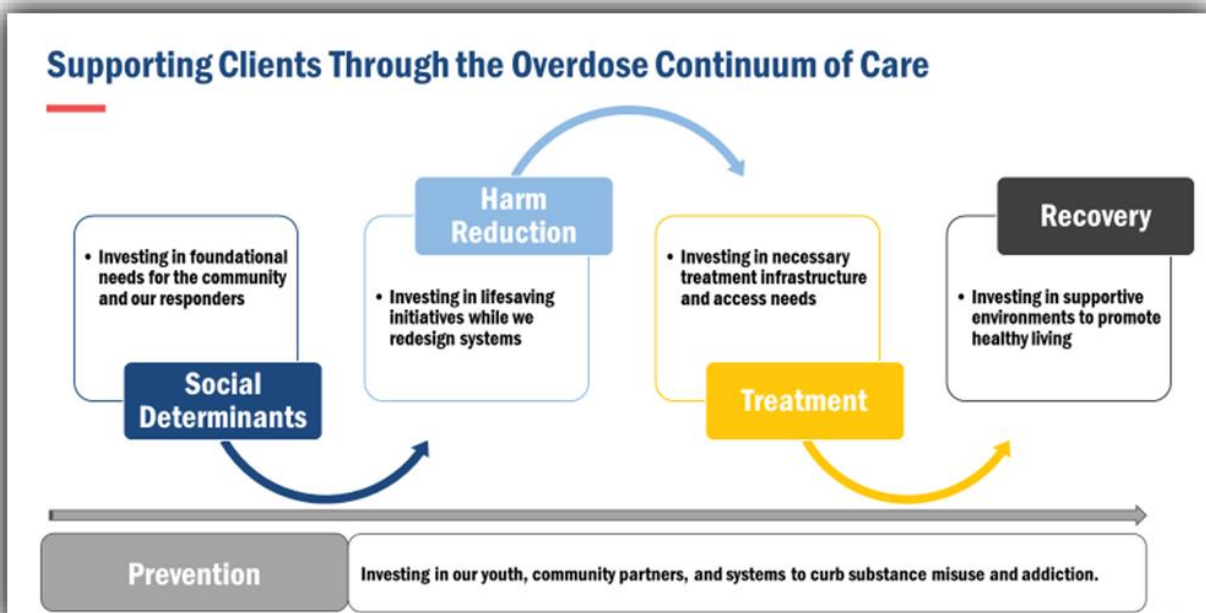 Supporting Clients Through the Overdose Continuum of Care
• Investing in foundational
needs for the community
and our responders
Social
Determinants
Harm
Reduction
• Investing in lifesaving
initiatives while we
redesign systems
• Investing in necessary
treatment infrastructure
and access needs
Treatment
Recovery
• Investing in supportive
environments to promote
healthy living
Prevention
Investing in our youth, community partners, and systems to curb substance misuse and addiction.